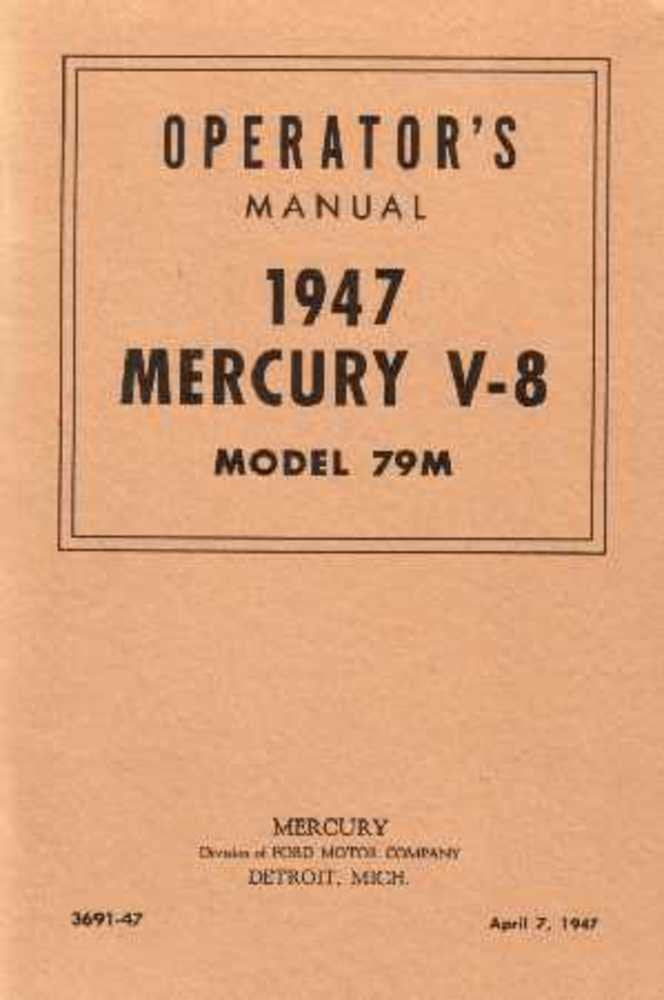 OPERATOR'S
MANUAL
1947
MERCURY V-8
MODEL 79M
MERCURY
Division of FORD MOTOR COMPANY
DETROIT, MICH.
3691-47
April 7, 1947